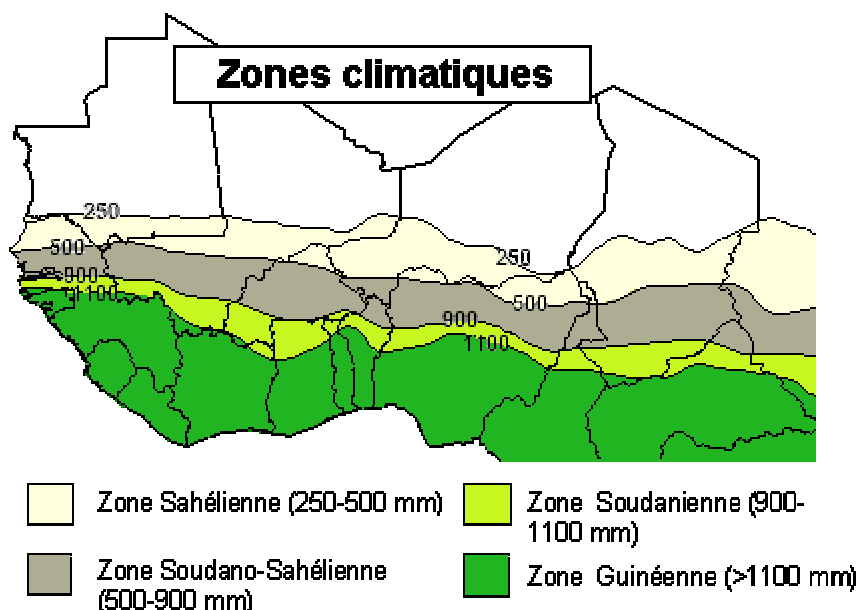 Zones climatiques
250
500
900
1100
250
500
900
1100
Zone Sahélienne (250-500 mm)
Zone Soudano-Sahélienne
(500-900 mm)
Zone Soudanienne (900-
1100 mm)
Zone Guinéenne (>1100 mm)